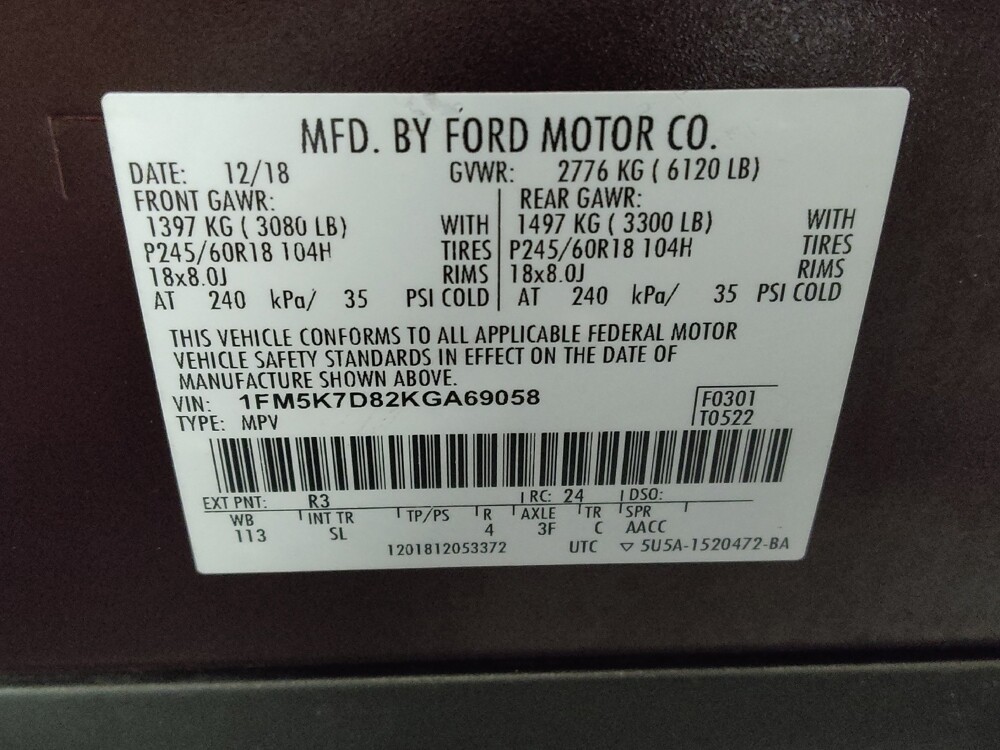 MFD. BY FORD MOTOR CO.
DATE: 12/18 GVWR: 2776 KG ( 6120 LB)
FRONT GAWR: REAR GAWR:
1397 KG ( 3080 LB) WITH 1497 KG ( 3300 LB) WITH
P245/60R18 104H TIRES P245/60R18 104H TIRES
18x8.0J RIMS 18x8.0J RIMS
AT 240 kPa/ 35 PSI COLD AT 240 kPa/ 35 PSI COLD
THIS VEHICLE CONFORMS TO ALL APPLICABLE FEDERAL MOTOR
VEHICLE SAFETY STANDARDS IN EFFECT ON THE DATE OF
MANUFACTURE SHOWN ABOVE.
VIN: 1FM5K7D82KGA69058 F0301
TYPE: MPV T0522
EXT PNT: R3 RC: 24 DSO:
WB INT TR TP/PS R AXLE TR SPR
113 SL 4 3F C AACC
1201812053372 UTC ▽ 5U5A-1520472-BA